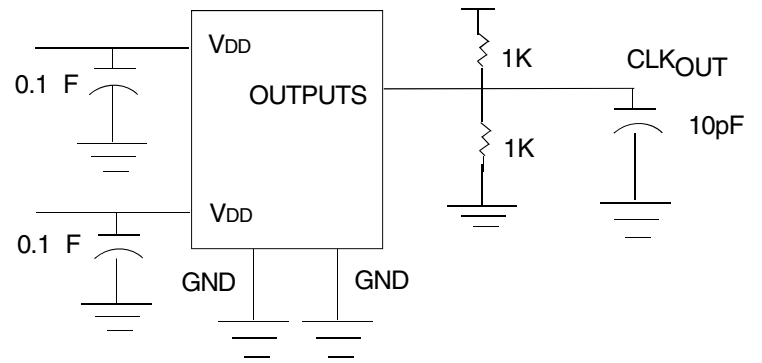 VDD
1K
CLKOUT
0.1 F
OUTPUTS
10pF
1K
VDD
0.1 F
GND
GND